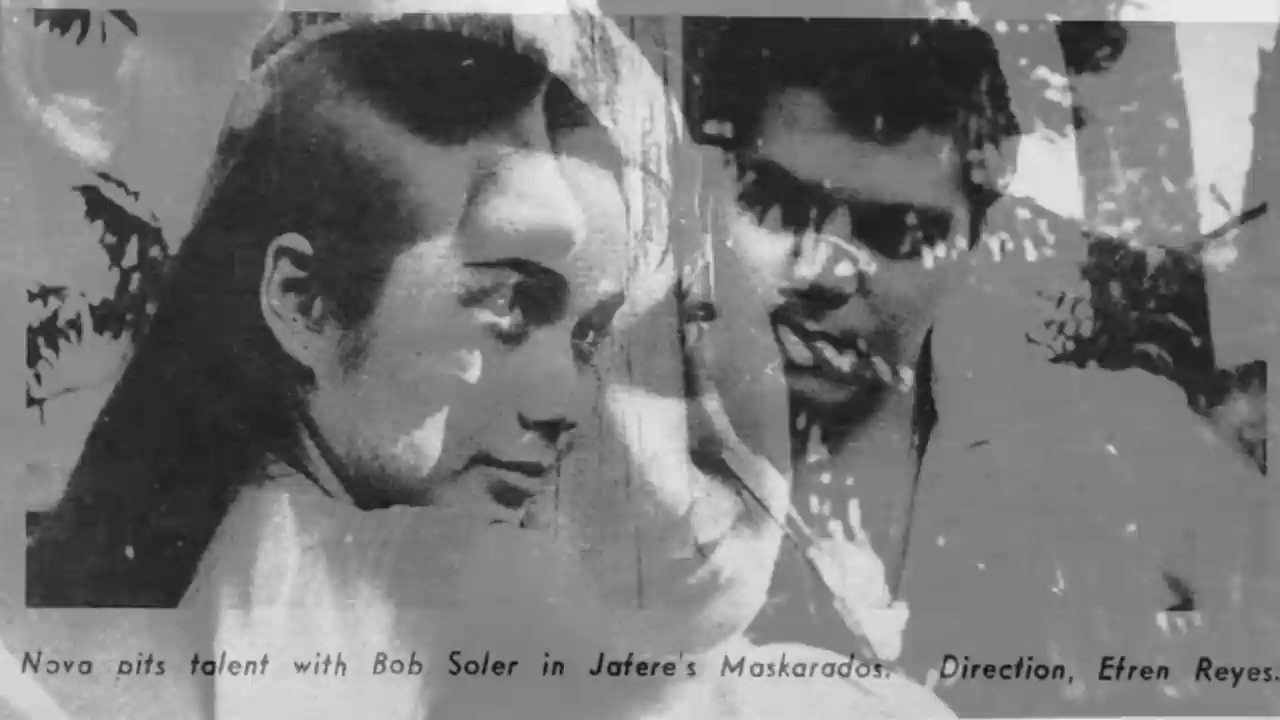 Nova pits talent with Bob Soler in Jafere's Maskarados. Direction, Efren Reyes.